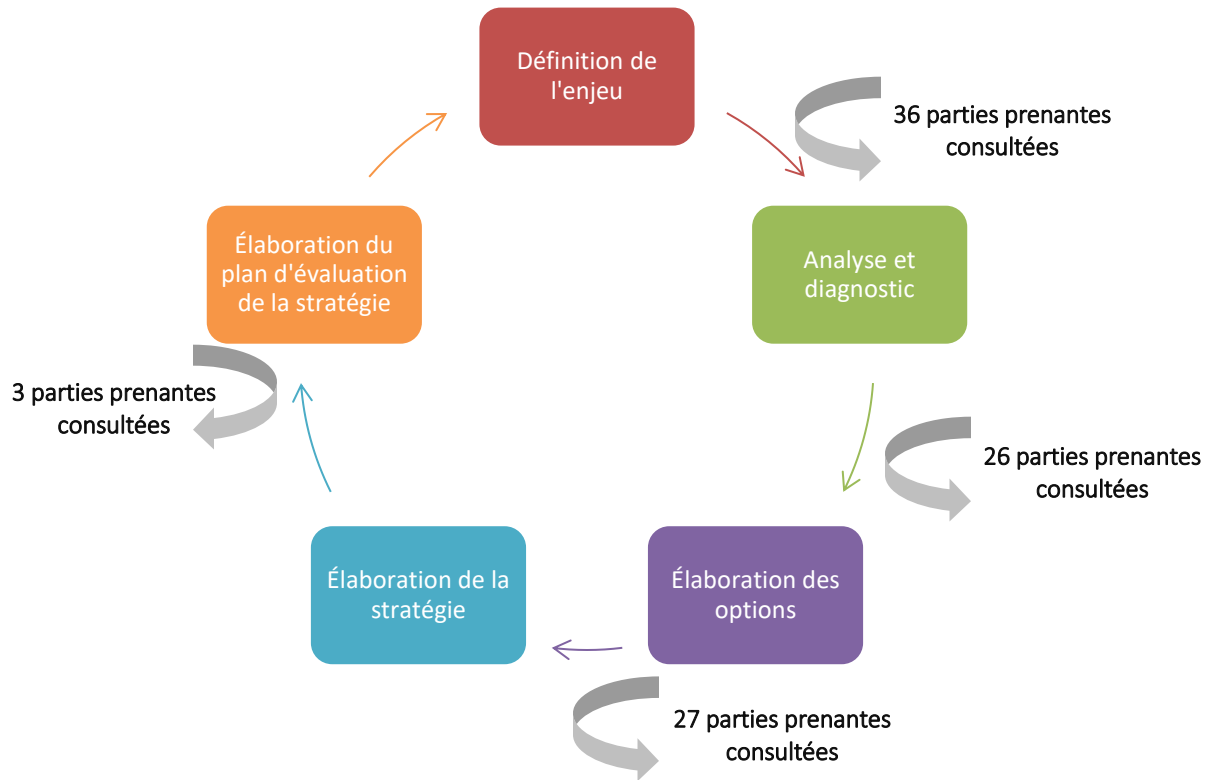 Définition de
l'enjeu
36 parties prenantes
consultées
Analyse et
diagnostic
26 parties prenantes
consultées
Élaboration des
options
27 parties prenantes
consultées
Élaboration de la
stratégie
3 parties prenantes
consultées
Élaboration du
plan d'évaluation
de la stratégie